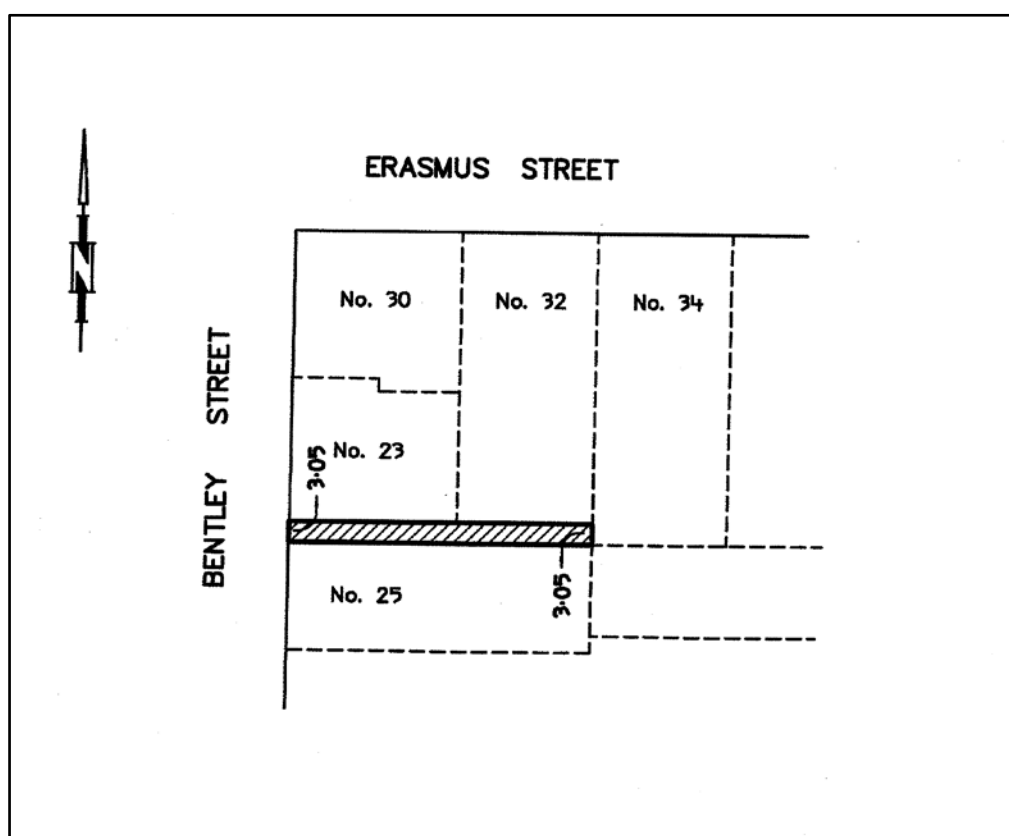 ERASMUS STREET
No. 30
No. 32
No. 34
BENTLEY STREET
No. 23
3.05
No. 25
3.05